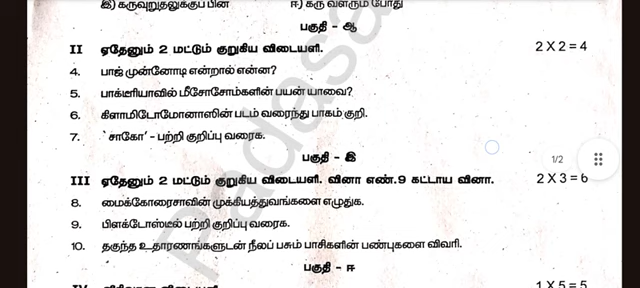 இ) கருவுறுதலுக்குப் பின் ஈ) கரு வளரும் போது
பகுதி - ஆ
II ஏதேனும் 2 மட்டும் குறுகிய விடையளி. 2 X 2 = 4
4. பாஜ் முன்னோடி என்றால் என்ன?
5. பாக்டீரியாவில் மீசோசோம்களின் பயன் யாவை?
6. கிளாமிடோமோனாஸின் படம் வரைந்து பாகம் குறி.
7. `சாகோ' - பற்றி குறிப்பு வரைக.
பகுதி - இ
1/2
III ஏதேனும் 2 மட்டும் குறுகிய விடையளி. வினா எண்.9 கட்டாய வினா. 2 X 3 = 6
8. மைக்கோரைசாவின் முக்கியத்துவங்களை எழுதுக.
9. பிளக்டோஸ்டீல் பற்றி குறிப்பு வரைக.
10. தகுந்த உதாரணங்களுடன் நீலப் பசும் பாசிகளின் பண்புகளை விவரி.
பகுதி - ஈ
IV 1 X 5 = 5
Padasa